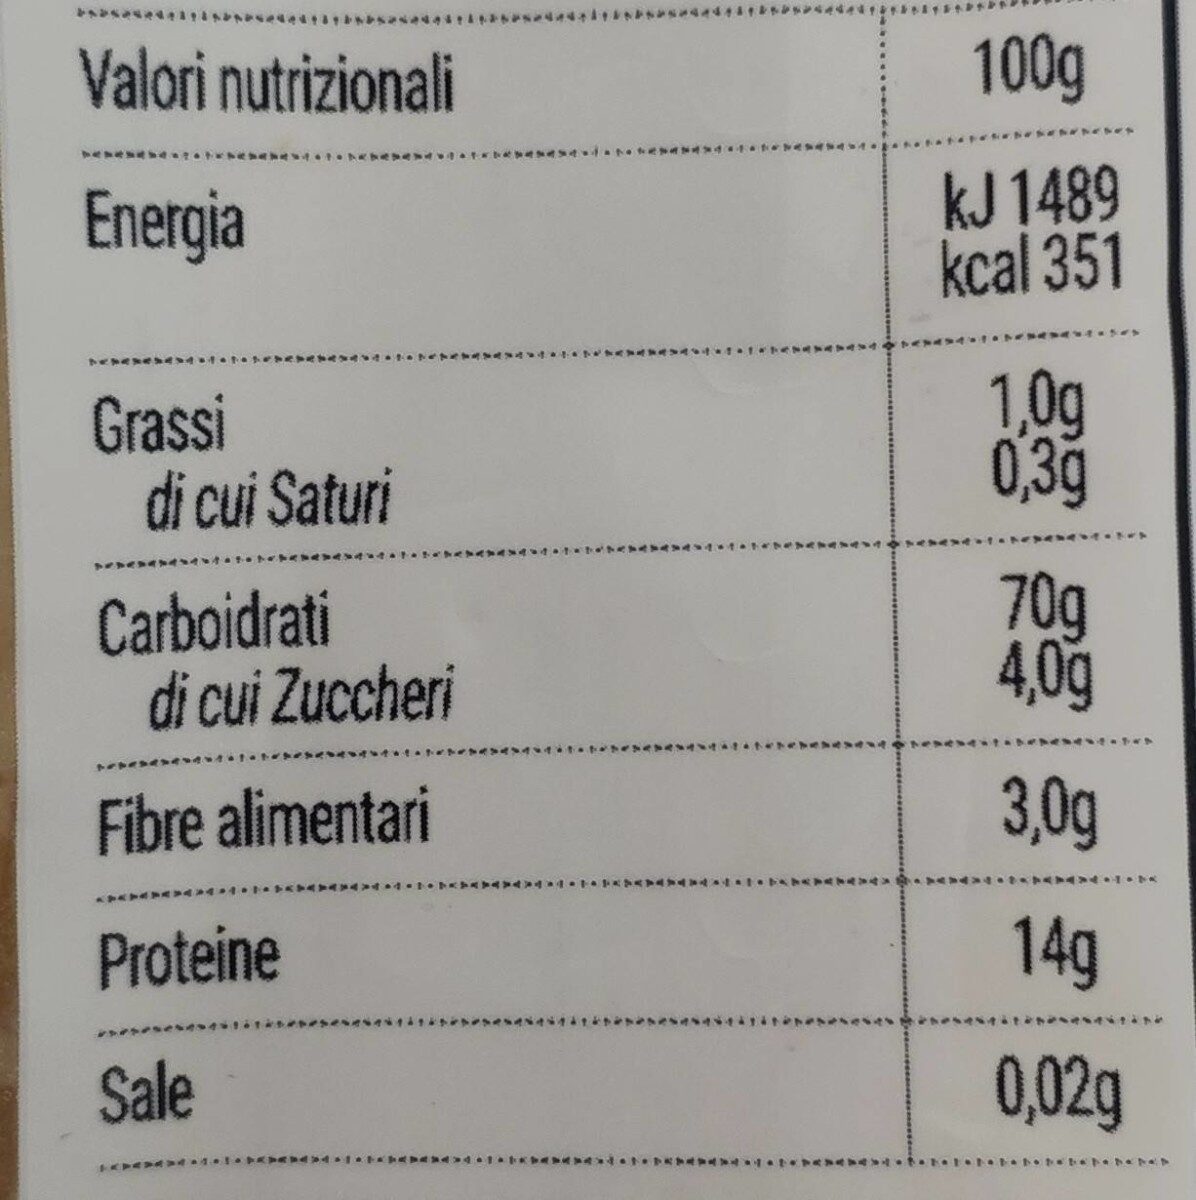 Valori nutrizionali 100g
Energia kJ 1489
kcal 351
Grassi 1,0g
di cui Saturi 0,3g
Carboidrati 70g
di cui Zuccheri 4,0g
Fibre alimentari 3,0g
Proteine 14g
Sale 0,02g